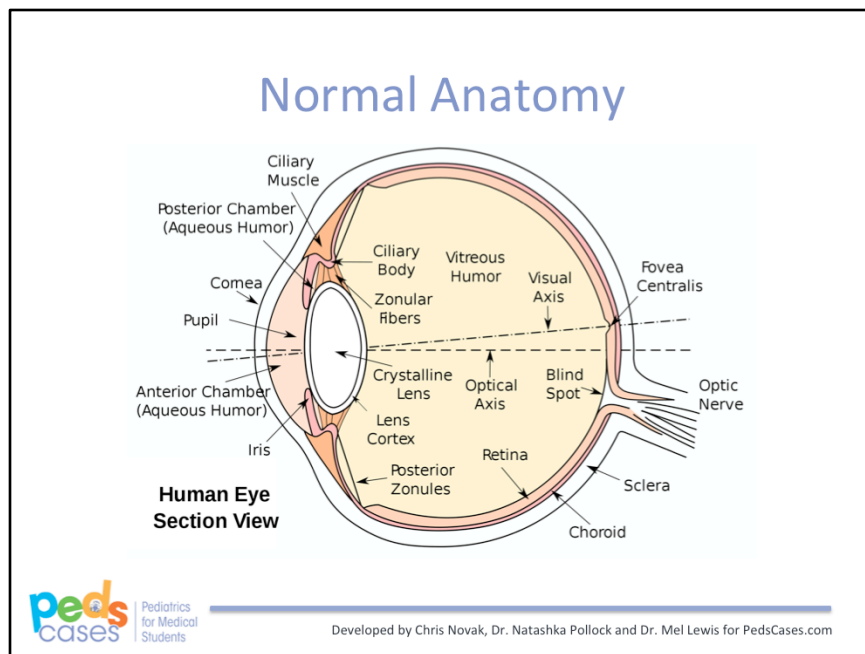 Normal Anatomy
Ciliary
Muscle
Posterior Chamber
(Aqueous Humor)
Cornea
Pupil
Anterior Chamber
(Aqueous Humor)
Iris
Ciliary
Body
Zonular
Fibers
Vitreous
Humor
Visual
Axis
Fovea
Centralis
Crystalline
Lens
Optical
Axis
Blind
Spot
Optic
Nerve
Lens
Cortex
Posterior
Zonules
Retina
Sclera
Choroid
Human Eye
Section View
peds
cases
Pediatrics
for Medical
Students
Developed by Chris Novak, Dr. Natashka Pollock and Dr. Mel Lewis for PedsCases.com